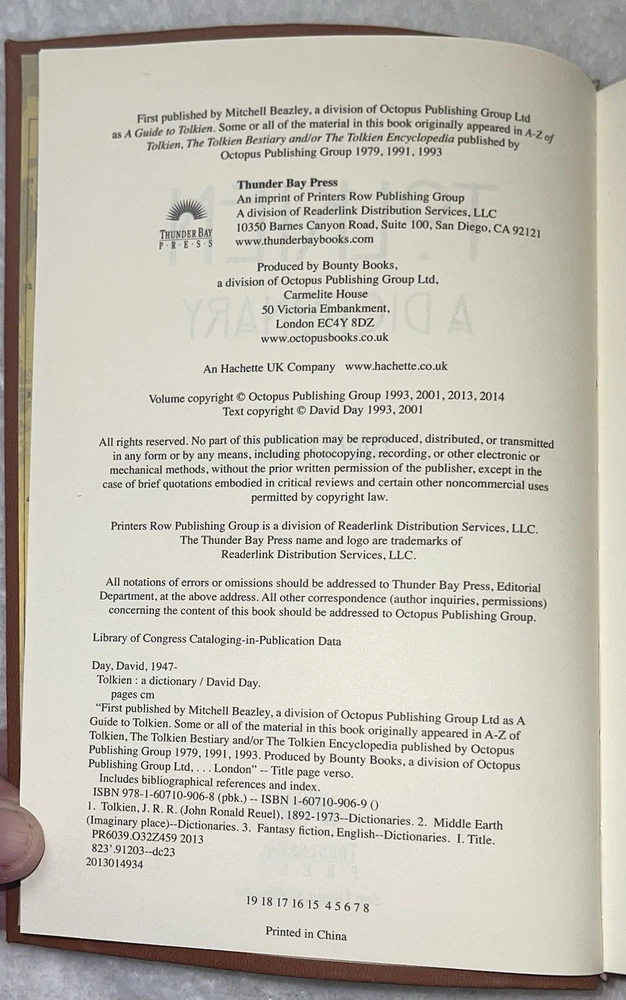 First published by Mitchell Beazley, a division of Octopus Publishing Group Ltd
as A Guide to Tolkien. Some or all of the material in this book originally appeared in A-Z of
Tolkien, The Tolkien Bestiary and/or The Tolkien Encyclopedia published by
Octopus Publishing Group 1979, 1991, 1993
THUNDER BAY
P·R·E·S·S
Thunder Bay Press
An imprint of Printers Row Publishing Group
A division of Readerlink Distribution Services, LLC
10350 Barnes Canyon Road, Suite 100, San Diego, CA 92121
www.thunderbaybooks.com
Produced by Bounty Books,
a division of Octopus Publishing Group Ltd,
Carmelite House
50 Victoria Embankment,
London EC4Y 8DZ
www.octopusbooks.co.uk
An Hachette UK Company www.hachette.co.uk
Volume copyright © Octopus Publishing Group 1993, 2001, 2013, 2014
Text copyright © David Day 1993, 2001
All rights reserved. No part of this publication may be reproduced, distributed, or transmitted
in any form or by any means, including photocopying, recording, or other electronic or
mechanical methods, without the prior written permission of the publisher, except in the
case of brief quotations embodied in critical reviews and certain other noncommercial uses
permitted by copyright law.
Printers Row Publishing Group is a division of Readerlink Distribution Services, LLC.
The Thunder Bay Press name and logo are trademarks of
Readerlink Distribution Services, LLC.
All notations of errors or omissions should be addressed to Thunder Bay Press, Editorial
Department, at the above address. All other correspondence (author inquiries, permissions)
concerning the content of this book should be addressed to Octopus Publishing Group.
Library of Congress Cataloging-in-Publication Data
Day, David, 1947-
Tolkien : a dictionary / David Day.
pages cm
"First published by Mitchell Beazley, a division of Octopus Publishing Group Ltd as A
Guide to Tolkien. Some or all of the material in this book originally appeared in A-Z of
Tolkien, The Tolkien Bestiary and/or The Tolkien Encyclopedia published by Octopus
Publishing Group 1979, 1991, 1993. Produced by Bounty Books, a division of Octopus
Publishing Group Ltd, . . . London" -- Title page verso.
Includes bibliographical references and index.
ISBN 978-1-60710-906-8 (pbk.) -- ISBN 1-60710-906-9 ()
1. Tolkien, J. R. R. (John Ronald Reuel), 1892-1973--Dictionaries. 2. Middle Earth
(Imaginary place)--Dictionaries. 3. Fantasy fiction, English--Dictionaries. I. Title.
PR6039.O32Z459 2013
823'.91203--dc23
2013014934
19 18 17 16 15 4 5 6 7 8
Printed in China